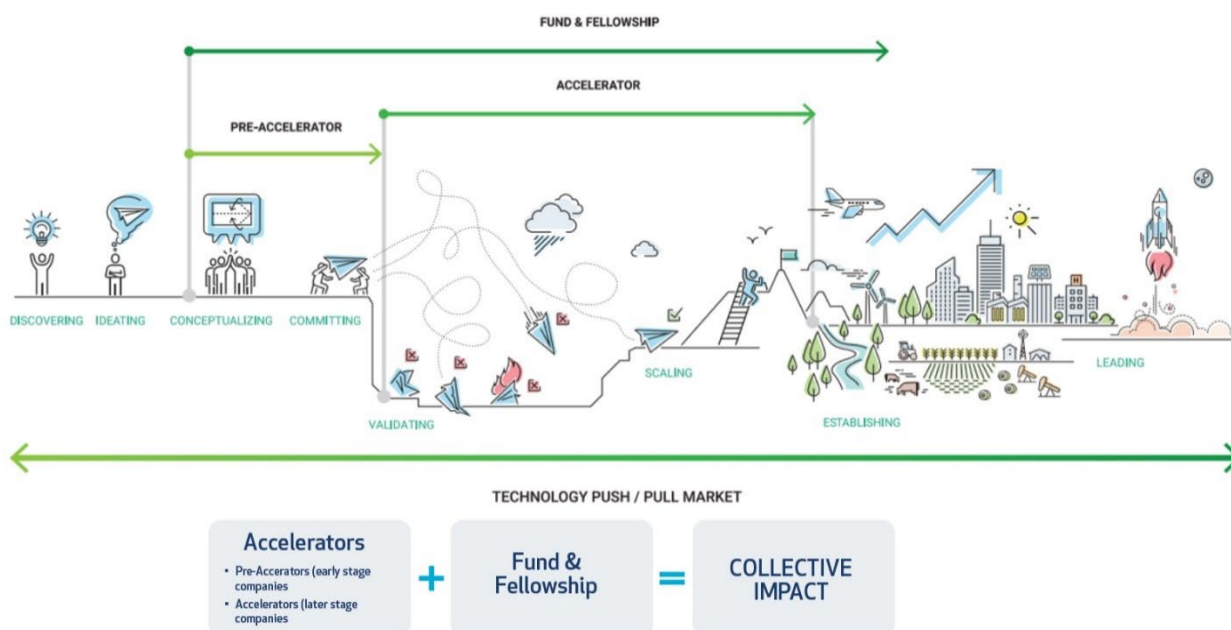 FUND & FELLOWSHIP
ACCELERATOR
PRE-ACCELERATOR
DISCOVERING
IDEATING
CONCEPTUALIZING
COMMITTING
VALIDATING
SCALING
ESTABLISHING
LEADING
H
TECHNOLOGY PUSH / PULL MARKET
Accelerators
• Pre-Accerators (early stage
companies
• Accelerators (later stage
companies
+
Fund &
Fellowship
=
COLLECTIVE
IMPACT